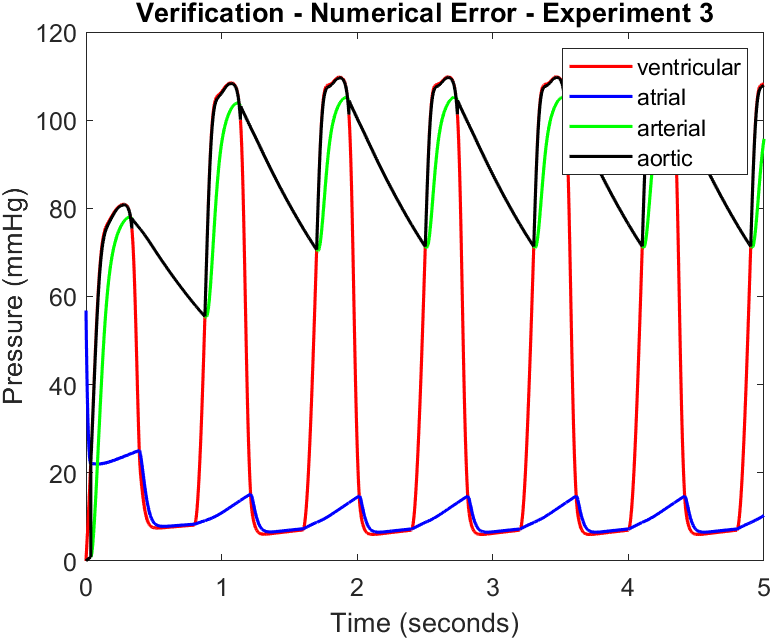 Verification - Numerical Error - Experiment 3
120
100
80
60
40
20
0
Pressure (mmHg)
ventricular
atrial
arterial
aortic
0 1 2 3 4 5
Time (seconds)